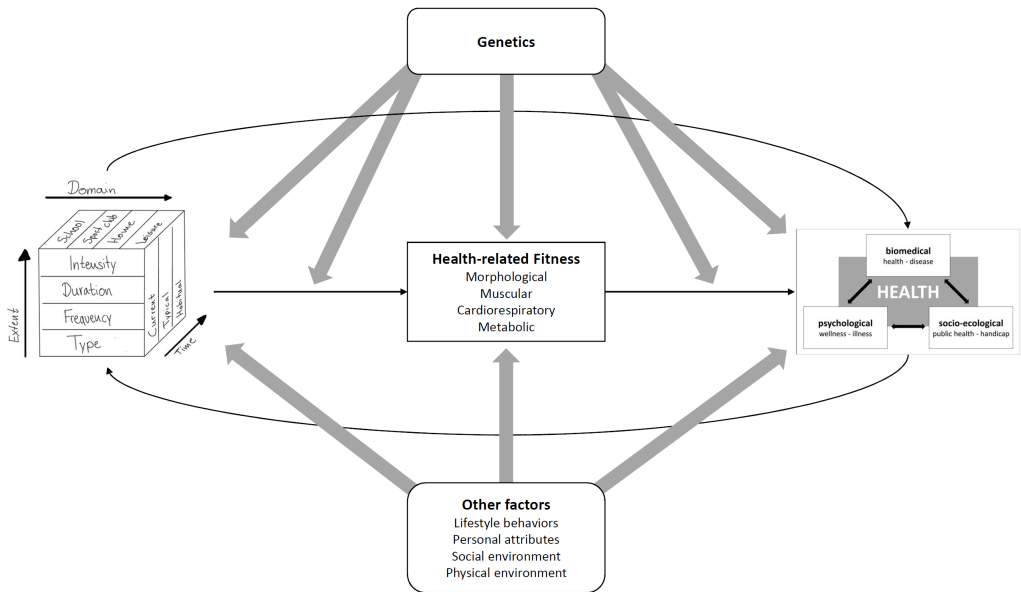 Genetics
Domain
School
Sport club
Home
Leisure
Extent
Intensity
Duration
Frequency
Type
Current
Typical
Habitual
Time
Health-related Fitness
Morphological
Muscular
Cardiorespiratory
Metabolic
biomedical
health - disease
HEALTH
psychological
wellness - illness
socio-ecological
public health - handicap
Other factors
Lifestyle behaviors
Personal attributes
Social environment
Physical environment